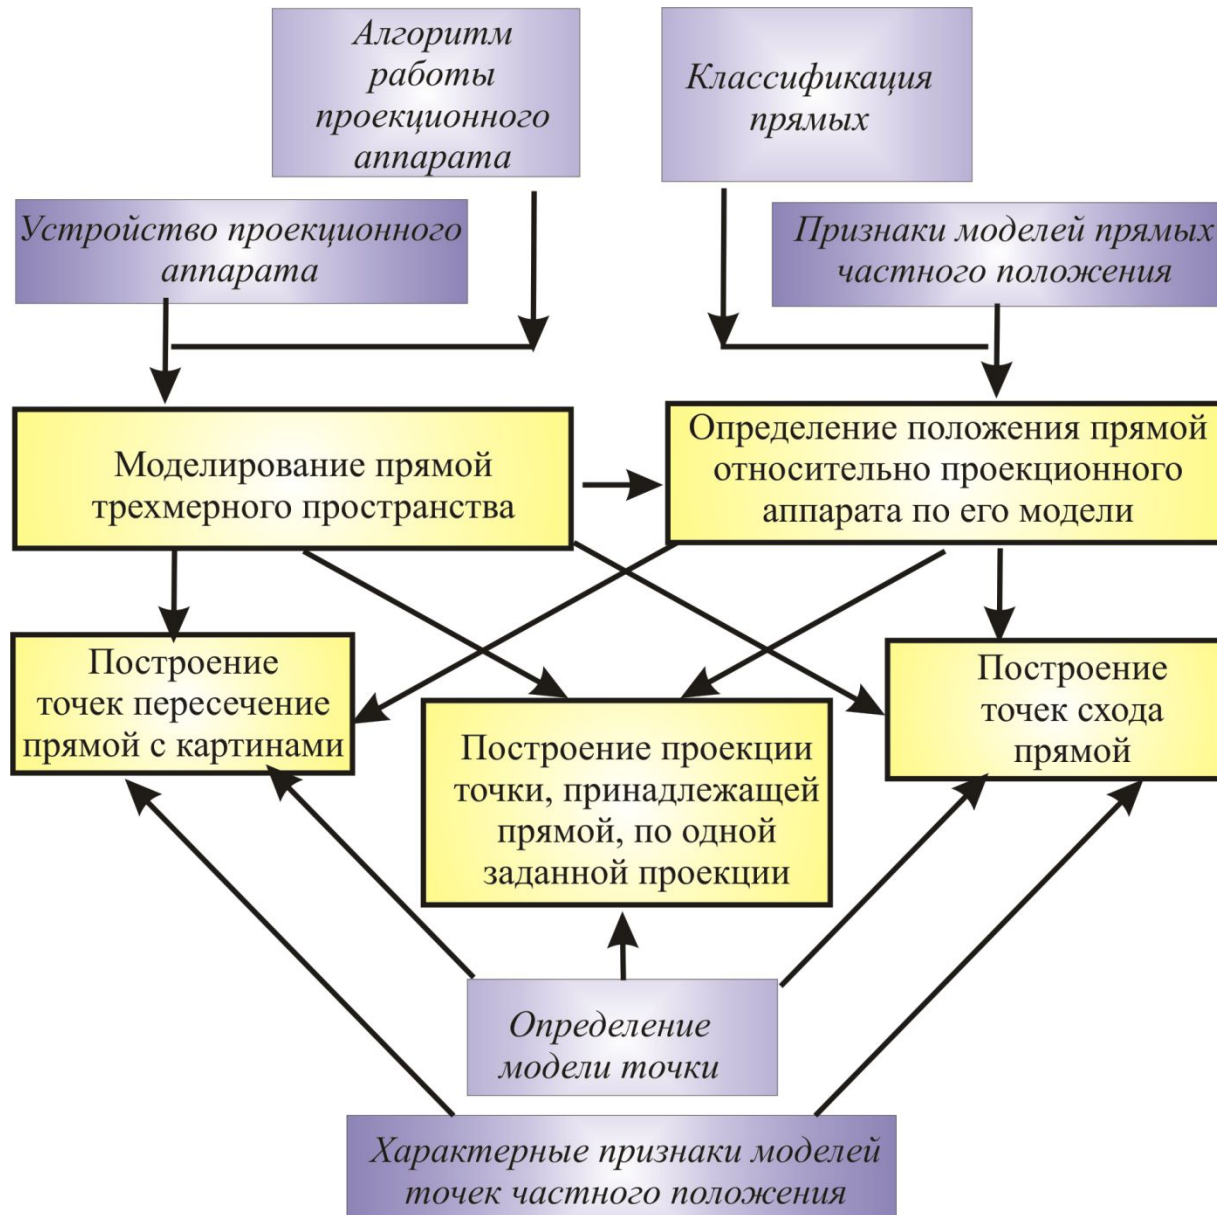 Алгоритм
работы
проекционного
аппарата
Классификация
прямых
Устройство проекционного
аппарата
Признаки моделей прямых
частного положения
Моделирование прямой
трехмерного пространства
Определение положения прямой
относительно проекционного
аппарата по его модели
Построение
точек пересечение
прямой с картинами
Построение проекции
точки, принадлежащей
прямой, по одной
заданной проекции
Построение
точек схода
прямой
Определение
модели точки
Характерные признаки моделей
точек частного положения